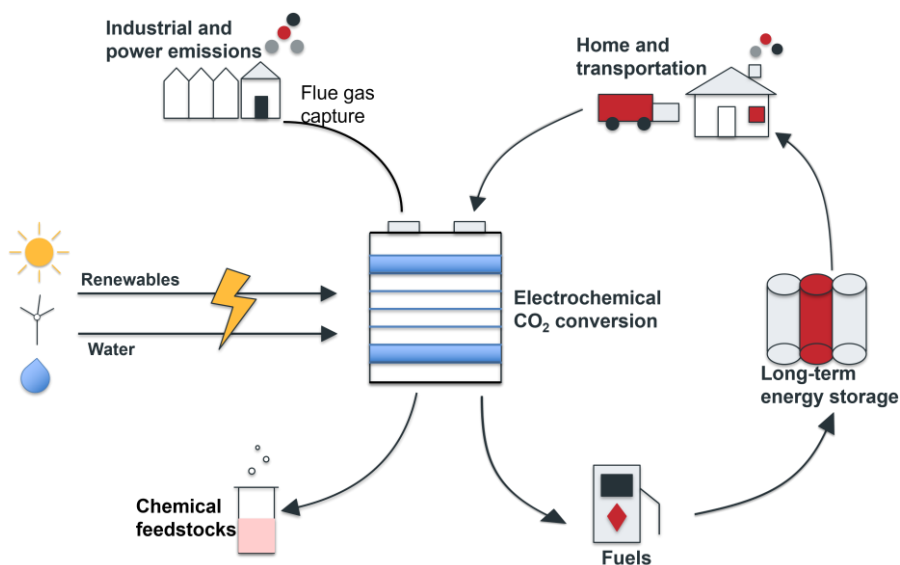 Industrial and
power emissions
Flue gas
capture
Home and
transportation
Renewables
Water
Electrochemical
CO₂ conversion
Long-term
energy storage
Chemical
feedstocks
Fuels